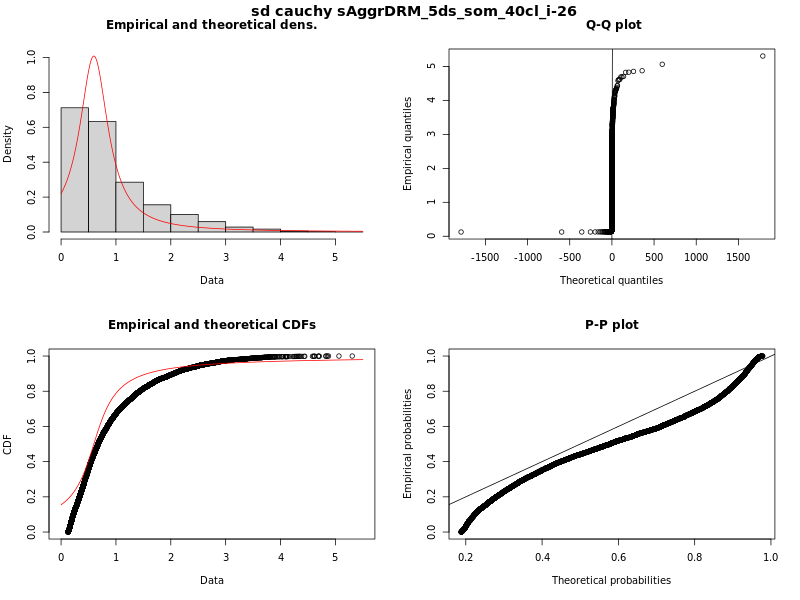 sd cauchy sAggrDRM_5ds_som_40cl_i-26
Empirical and theoretical dens.
Density
0.0 0.2 0.4 0.6 0.8 1.0
0 1 2 3 4 5
Data
Q-Q plot
Empirical quantiles
0 1 2 3 4 5
-1500 -1000 -500 0 500 1000 1500
Theoretical quantiles
Empirical and theoretical CDFs
CDF
0.0 0.2 0.4 0.6 0.8 1.0
0 1 2 3 4 5
Data
P-P plot
Empirical probabilities
0.0 0.2 0.4 0.6 0.8 1.0
0.2 0.4 0.6 0.8 1.0
Theoretical probabilities